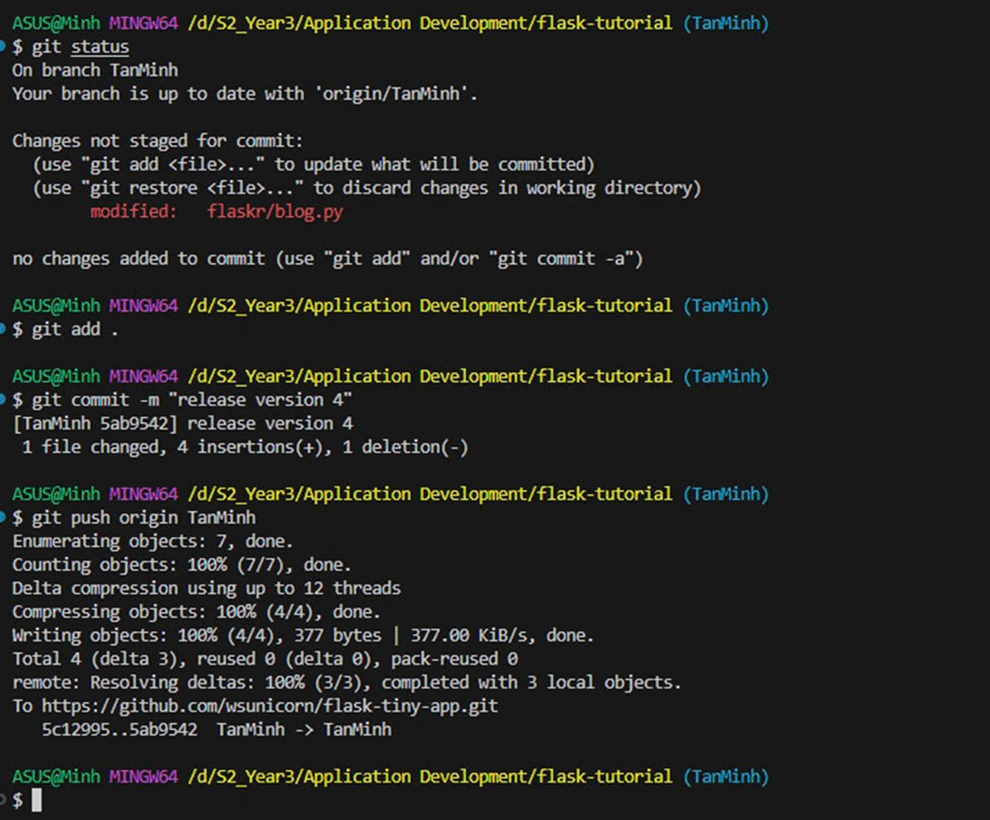 ASUS@Minh MINGW64 /d/S2_Year3/Application Development/flask-tutorial (TanMinh)
$ git status
On branch TanMinh
Your branch is up to date with 'origin/TanMinh'.
Changes not staged for commit:
(use "git add <file>..." to update what will be committed)
(use "git restore <file>..." to discard changes in working directory)
modified: flaskr/blog.py
no changes added to commit (use "git add" and/or "git commit -a")
ASUS@Minh MINGW64 /d/S2_Year3/Application Development/flask-tutorial (TanMinh)
$ git add .
ASUS@Minh MINGW64 /d/S2_Year3/Application Development/flask-tutorial (TanMinh)
$ git commit -m "release version 4"
[TanMinh 5ab9542] release version 4
1 file changed, 4 insertions(+), 1 deletion(-)
ASUS@Minh MINGW64 /d/S2_Year3/Application Development/flask-tutorial (TanMinh)
$ git push origin TanMinh
Enumerating objects: 7, done.
Counting objects: 100% (7/7), done.
Delta compression using up to 12 threads
Compressing objects: 100% (4/4), done.
Writing objects: 100% (4/4), 377 bytes | 377.00 KiB/s, done.
Total 4 (delta 3), reused 0 (delta 0), pack-reused 0
remote: Resolving deltas: 100% (3/3), completed with 3 local objects.
To https://github.com/wsunicorn/flask-tiny-app.git
5c12995..5ab9542 TanMinh -> TanMinh
ASUS@Minh MINGW64 /d/S2_Year3/Application Development/flask-tutorial (TanMinh)
$